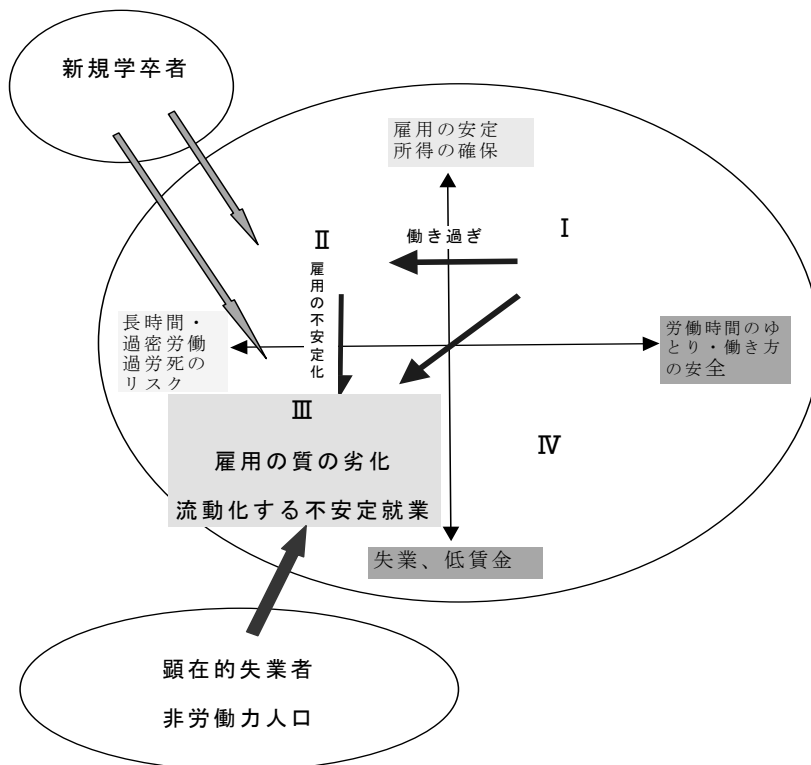 新規学卒者
雇用の安定
所得の確保
働き過ぎ
Ⅰ
Ⅱ
雇用の不安定化
長時間・
過密労働
過労死の
リスク
労働時間のゆ
とり・働き方
の安全
Ⅲ
雇用の質の劣化
流動化する不安定就業
Ⅳ
失業、低賃金
顕在的失業者
非労働力人口